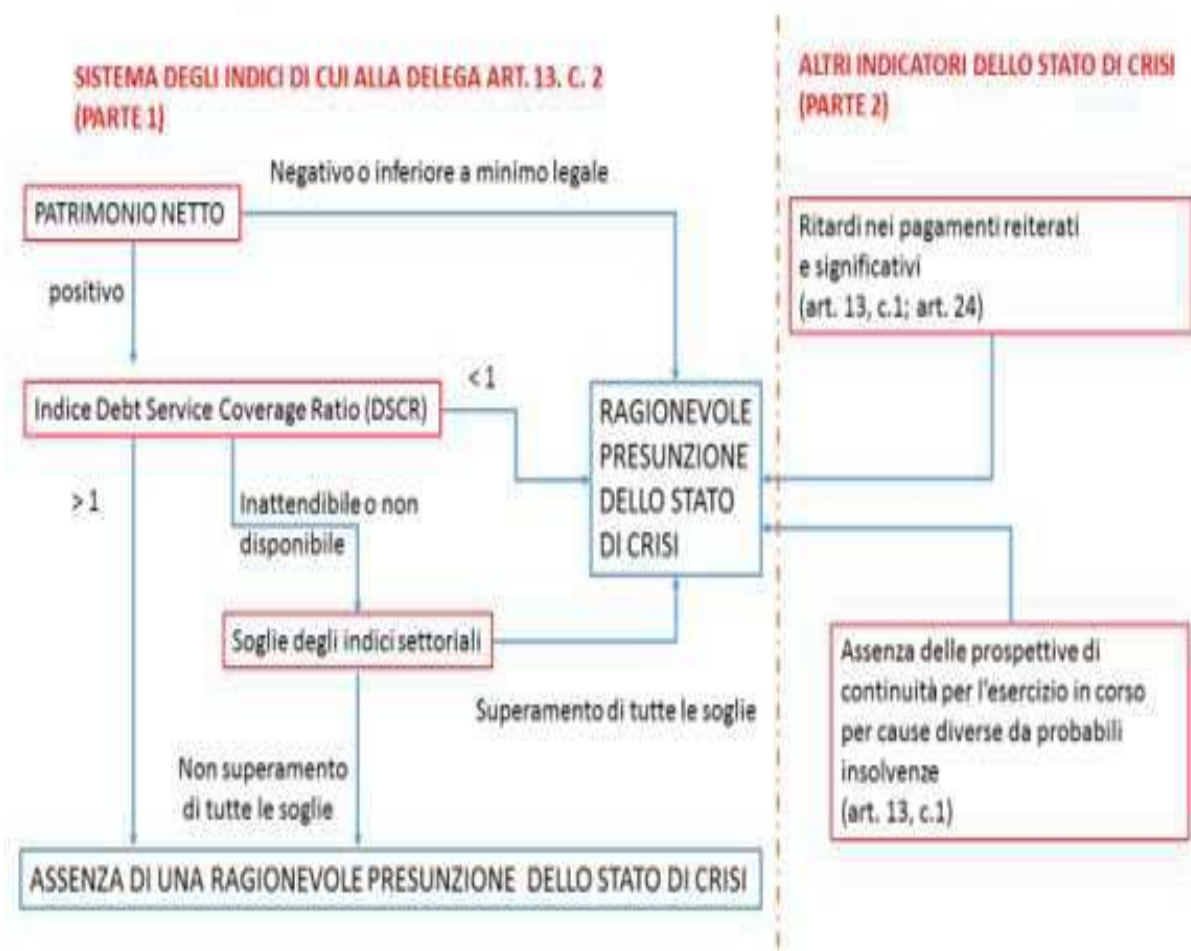 SISTEMA DEGLI INDICI DI CUI ALLA DELEGA ART. 13. C. 2
(PARTE 1)
Negativo o inferiore a minimo legale
PATRIMONIO NETTO
positivo
< 1
Indice Debt Service Coverage Ratio (DSCR)
> 1
Inattendibile o non
disponibile
RAGIONEVOLE
PRESUNZIONE
DELLO STATO
DI CRISI
Soglie degli indici settoriali
Superamento di tutte le soglie
Non superamento
di tutte le soglie
ASSENZA DI UNA RAGIONEVOLE PRESUNZIONE DELLO STATO DI CRISI
ALTRI INDICATORI DELLO STATO DI CRISI
(PARTE 2)
Ritardi nei pagamenti reiterati
e significativi
(art. 13, c.1; art. 24)
Assenza delle prospettive di
continuità per l'esercizio in corso
per cause diverse da probabili
insolvenze
(art. 13, c.1)